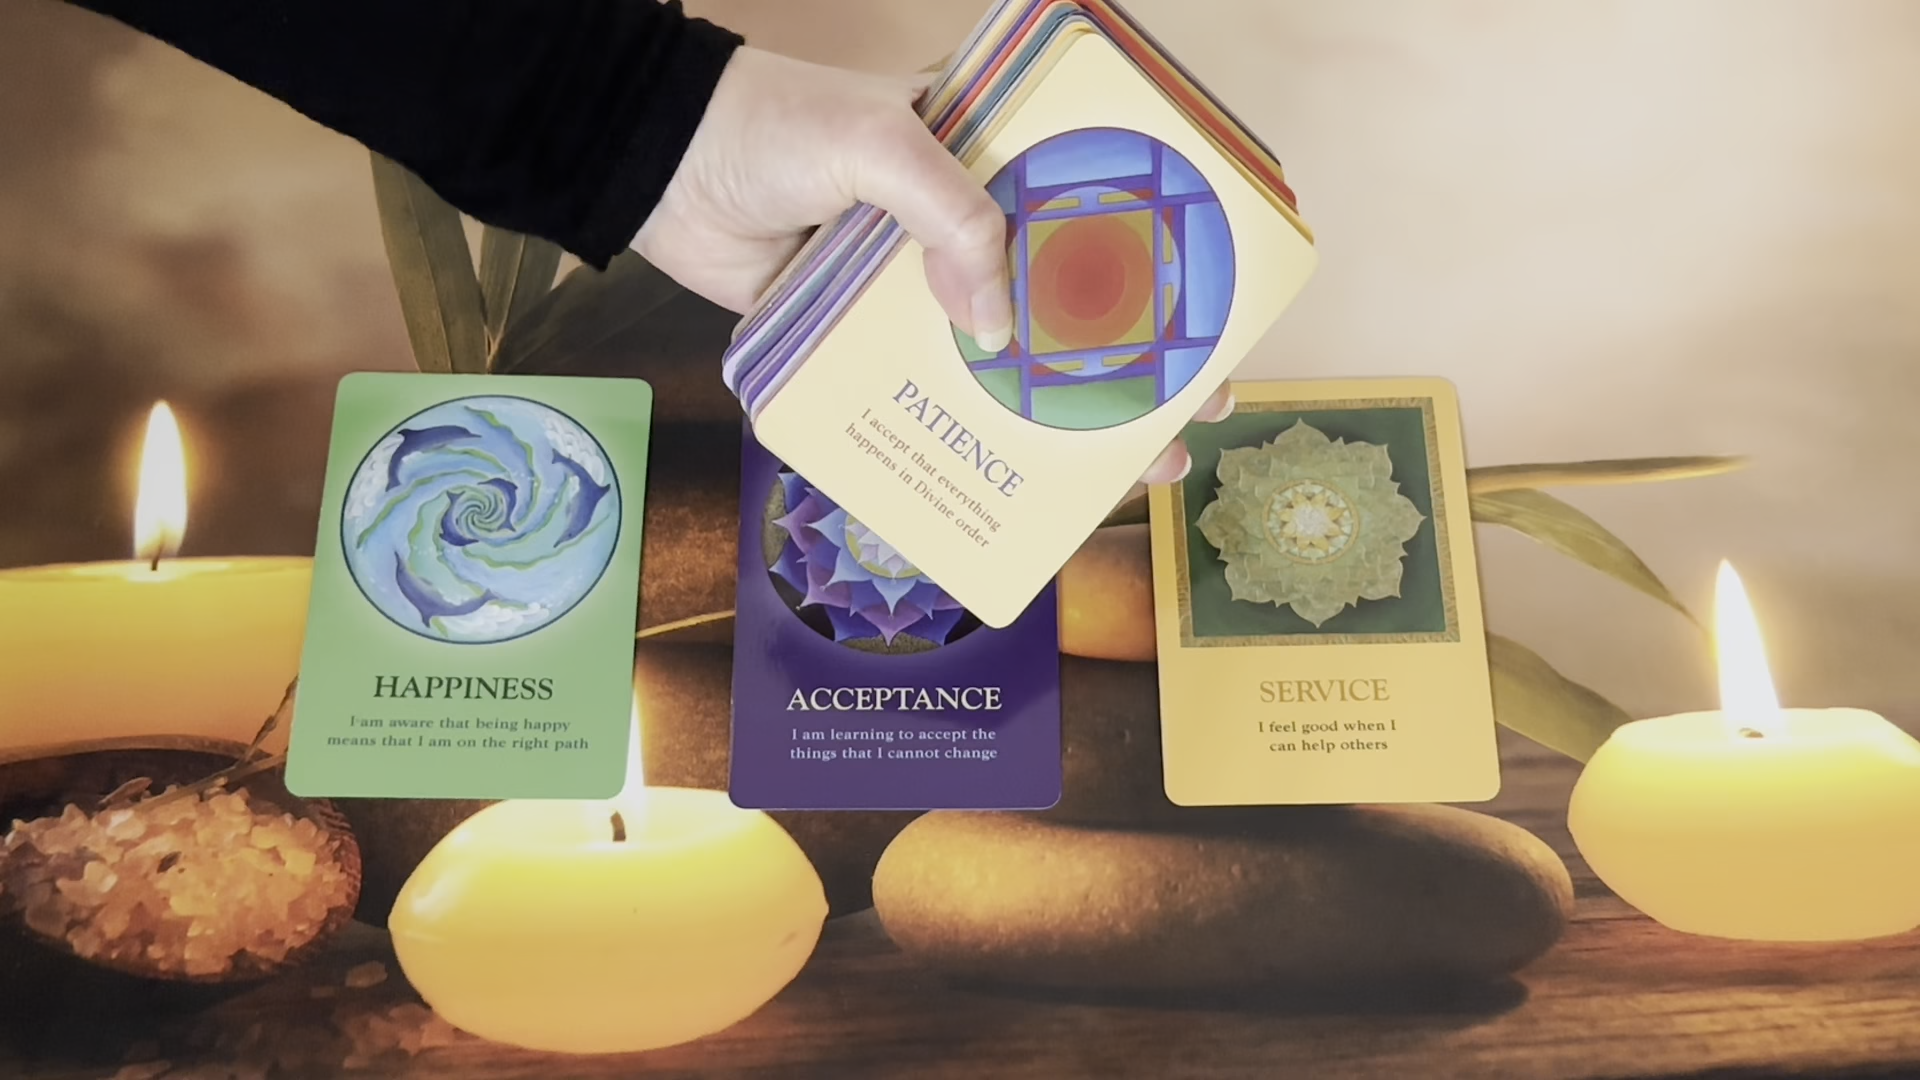 PATIENCE
I accept that everything
happens in Divine order
HAPPINESS
I am aware that being happy
means that I am on the right path
ACCEPTANCE
I am learning to accept the
things that I cannot change
SERVICE
I feel good when I
can help others